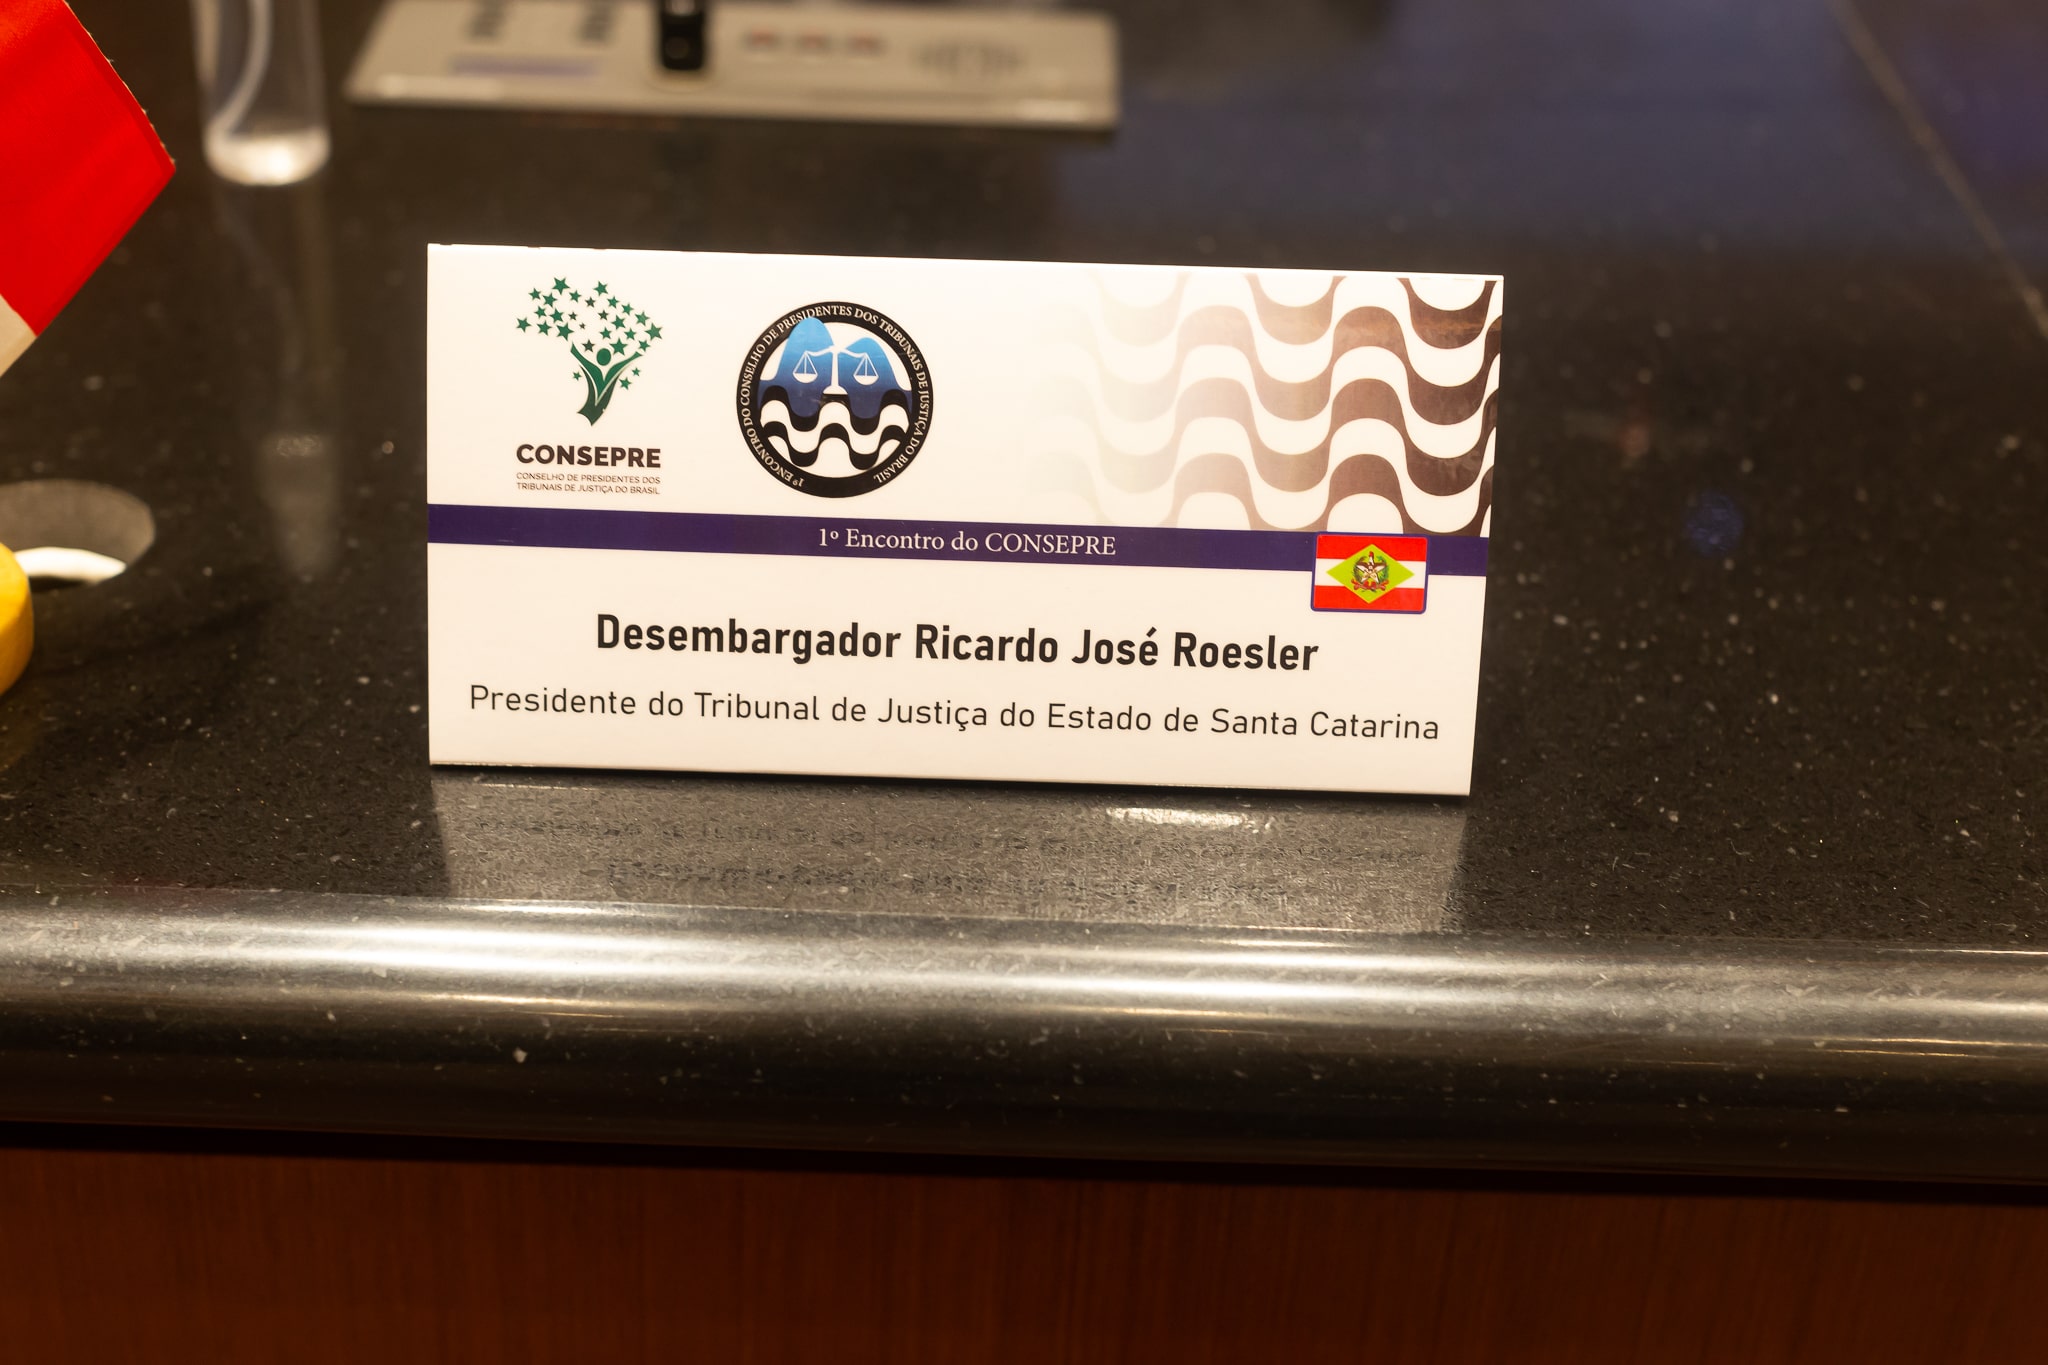 CONSEPRE
CONSELHO DE PRESIDENTES DOS
TRIBUNAIS DE JUSTIÇA DO BRASIL
1º ENCONTRO DO CONSELHO DE PRESIDENTES DOS TRIBUNAIS DE JUSTIÇA DO BRASIL
1º Encontro do CONSEPRE
Desembargador Ricardo José Roesler
Presidente do Tribunal de Justiça do Estado de Santa Catarina